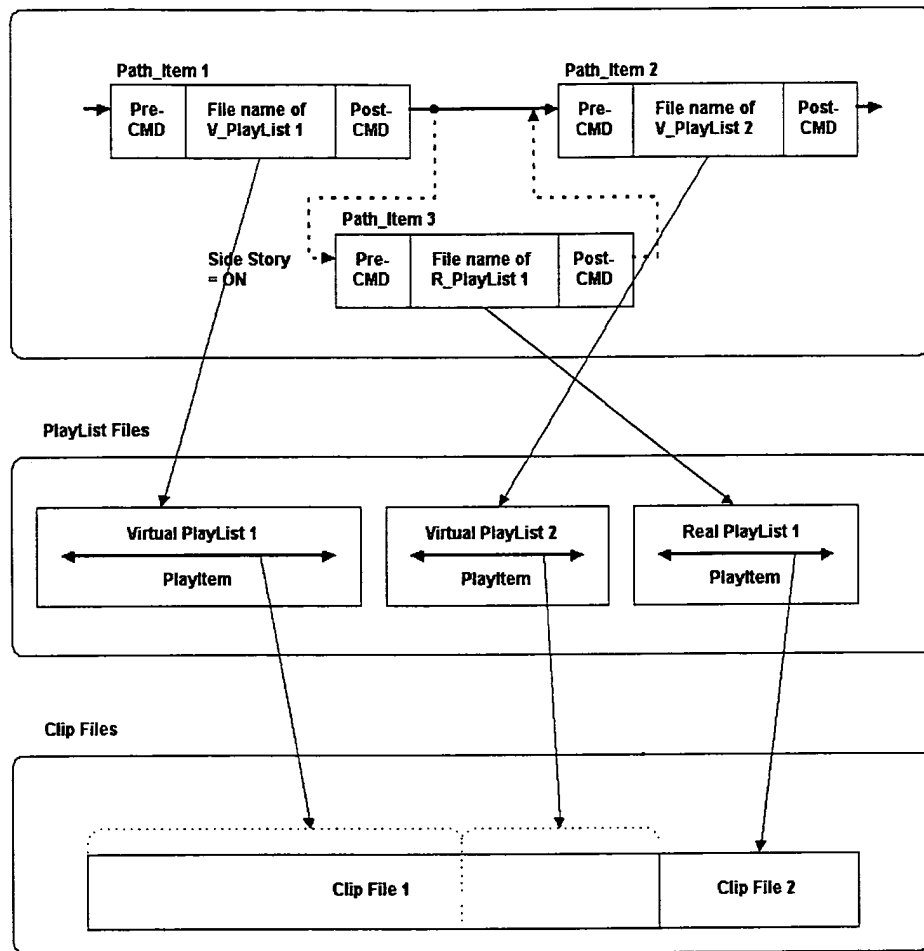 Path_Item 1
Pre-
CMD
File name of
V_PlayList 1
Post-
CMD
Path_Item 2
Pre-
CMD
File name of
V_PlayList 2
Post-
CMD
Path_Item 3
Side Story
= ON
Pre-
CMD
File name of
R_PlayList 1
Post-
CMD
PlayList Files
Virtual PlayList 1
PlayItem
Virtual PlayList 2
PlayItem
Real PlayList 1
PlayItem
Clip Files
Clip File 1
Clip File 2